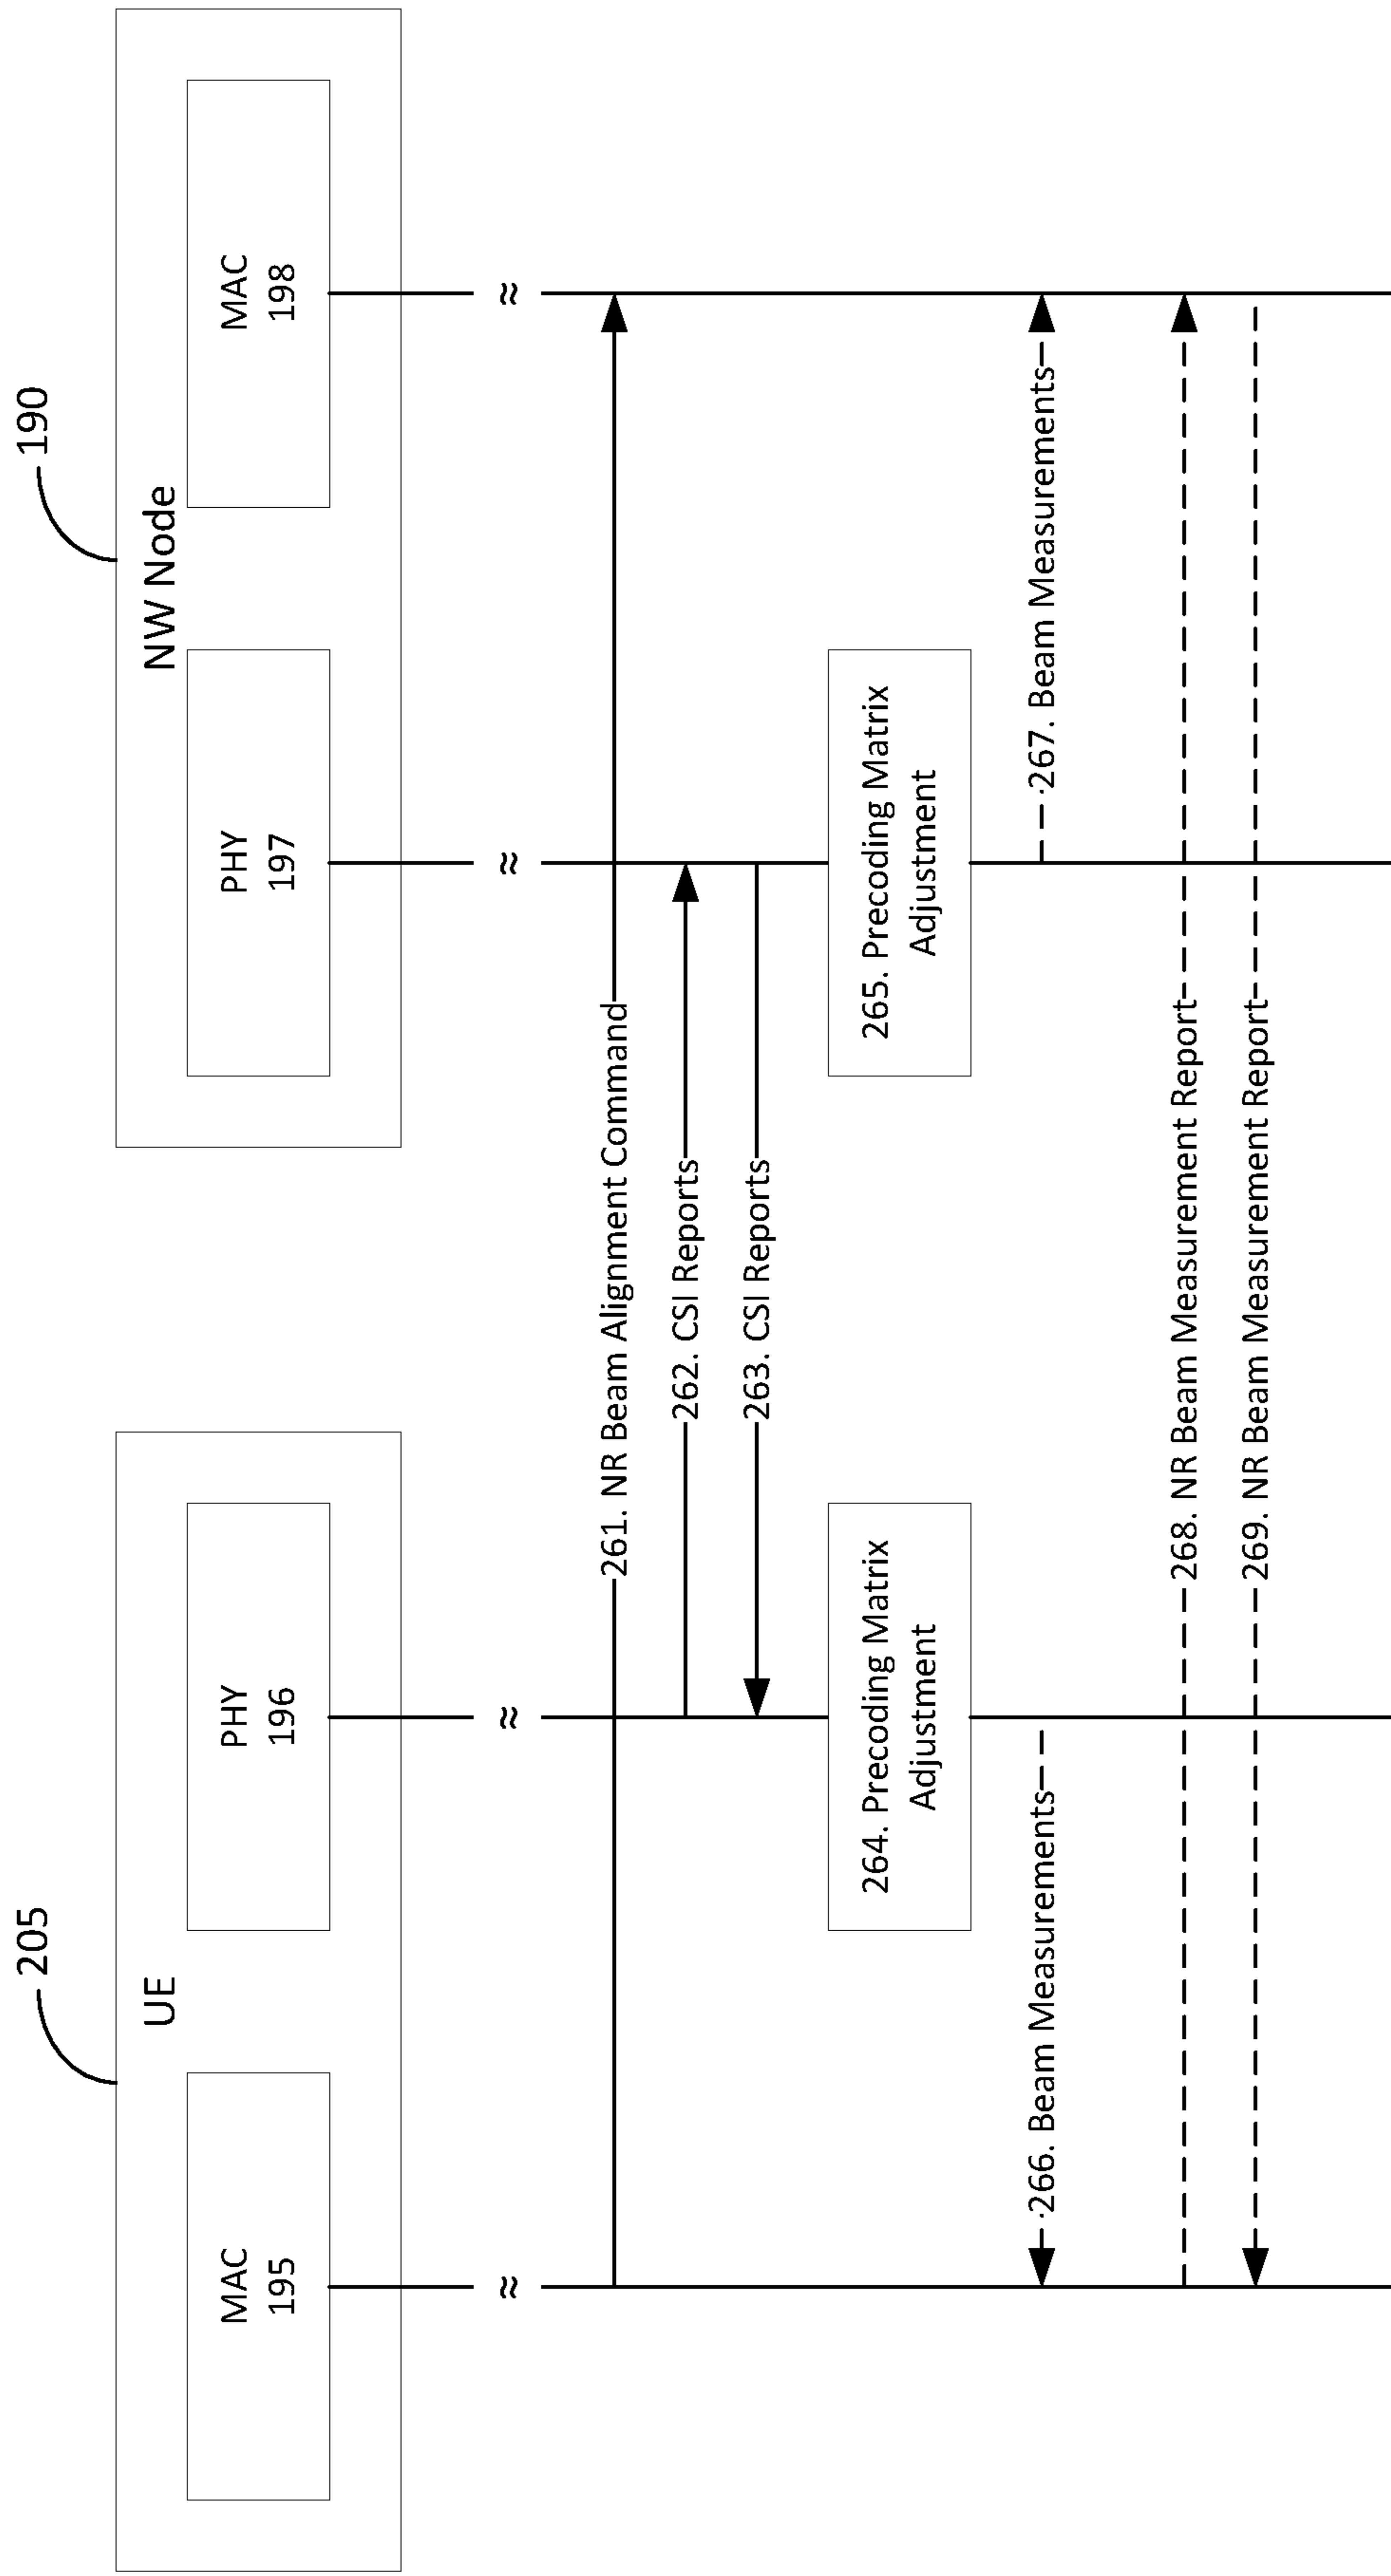 205
190
UE
NW Node
MAC
195
PHY
196
PHY
197
MAC
198
≈
≈
≈
≈
261. NR Beam Alignment Command
262. CSI Reports
263. CSI Reports
264. Precoding Matrix
Adjustment
265. Precoding Matrix
Adjustment
266. Beam Measurements
267. Beam Measurements
268. NR Beam Measurement Report
269. NR Beam Measurement Report